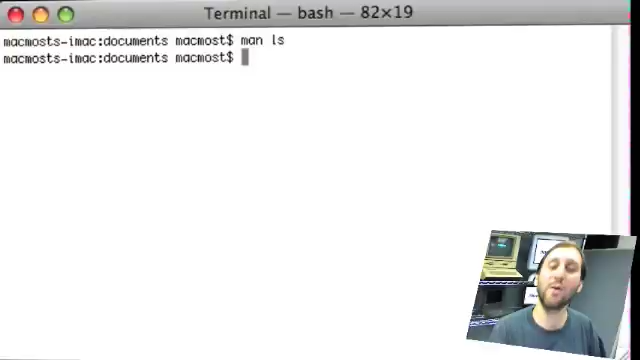 Terminal — bash — 82×19
macmosts-imac:documents macmost$ man ls
macmosts-imac:documents macmost$